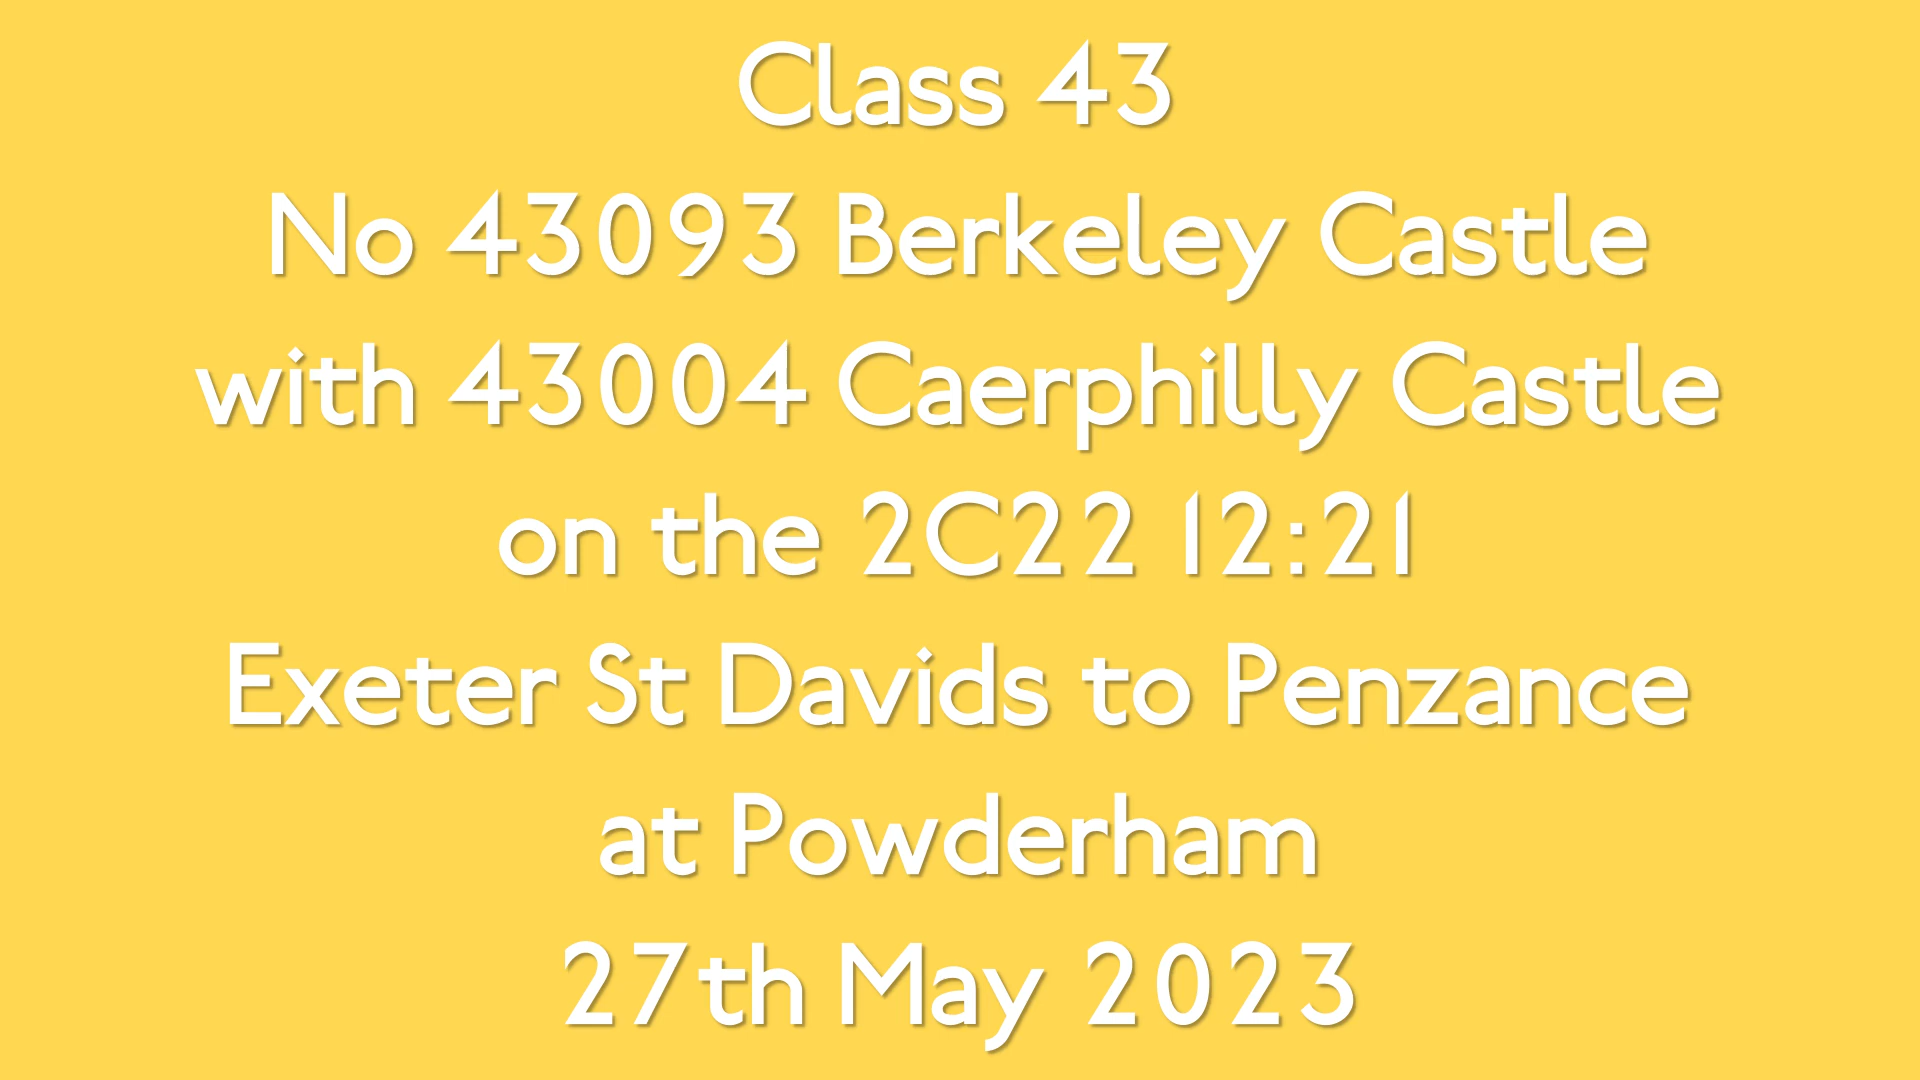 Class 43
No 43093 Berkeley Castle
with 43004 Caerphilly Castle
on the 2C22 12:21
Exeter St Davids to Penzance
at Powderham
27th May 2023